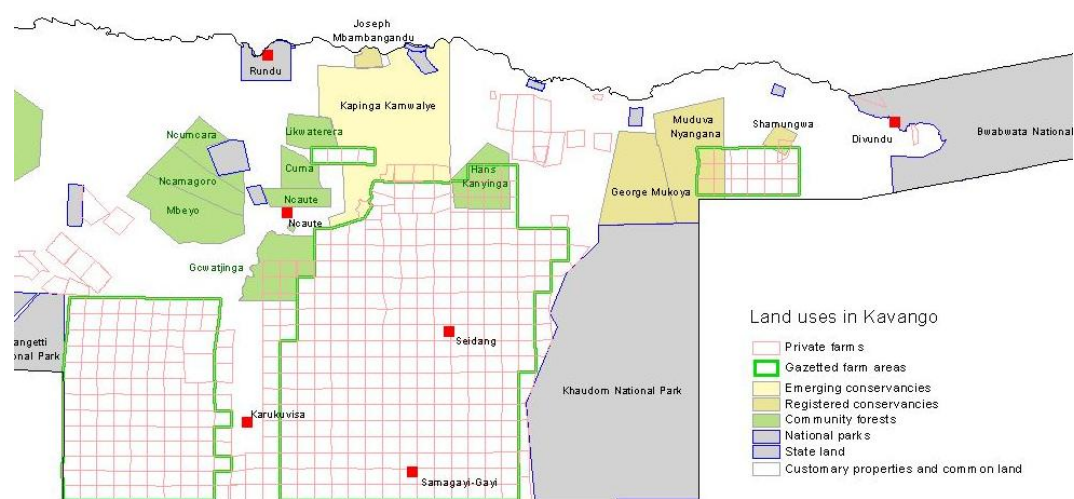 Joseph
Mbambangandu
Rundu
Kapinga Kamwalye
Ncumcara
Likwaterera
Muduva
Nyangana
Shamungwa
Divundu
Bwabwata National
Ncamagoro
Cuma
Hans
Kanyinga
George Mukoya
Mbeyo
Ncaute
Ncaute
Gcwatjinga
angetti
onal Park
Seidang
Khaudom National Park
Karukuvisa
Samagayi-Gayi
Land uses in Kavango
Private farms
Gazetted farm areas
Emerging conservancies
Registered conservancies
Community forests
National parks
State land
Customary properties and common land